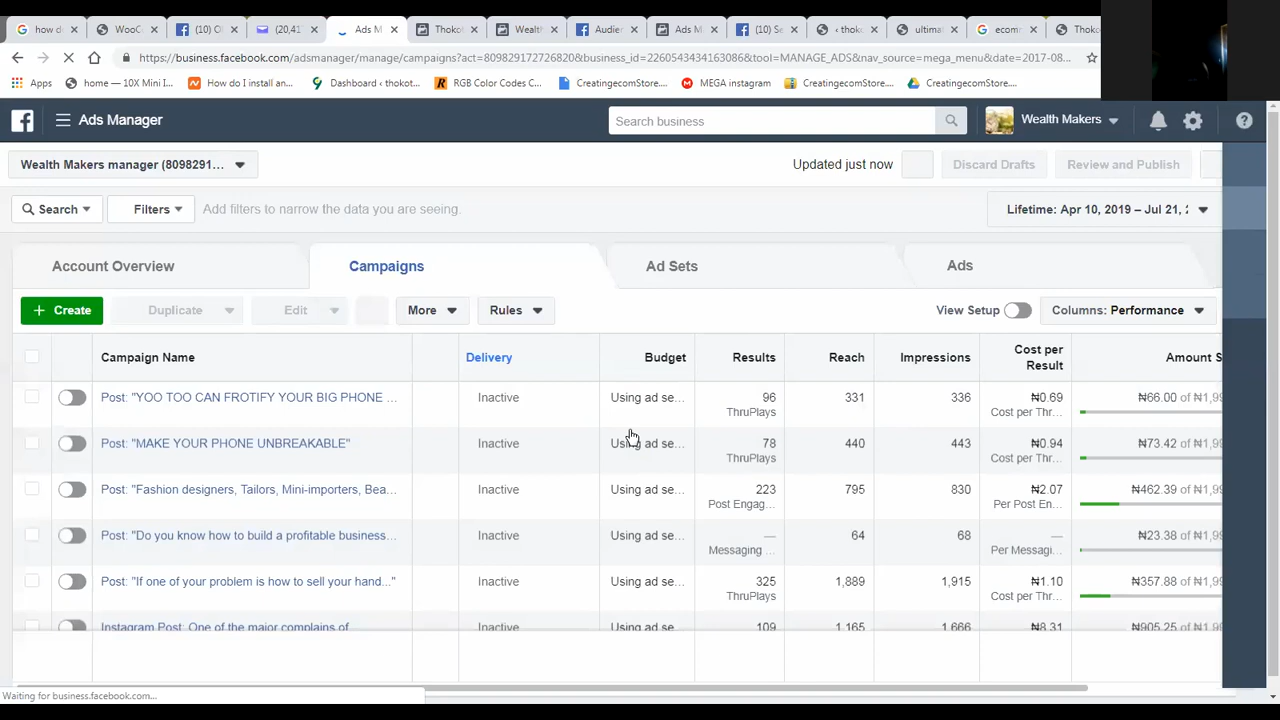 how d
WooC
(10) O
(20,41
Ads M
Thoko
Wealth
Audie
Ads M
(10) Se
‹ thoko
ultima
ecom
Thoko
https://business.facebook.com/adsmanager/manage/campaigns?act=809829172726820&business_id=2260543434163086&tool=MANAGE_ADS&nav_source=mega_menu&date=2017-08...
Apps
home — 10X Mini I...
How do I install an...
Dashboard ‹ thokot...
RGB Color Codes C...
CreatingecomStore....
MEGA instagram
CreatingecomStore....
CreatingecomStore....
Ads Manager
Search business
Wealth Makers
Wealth Makers manager (8098291...
Updated just now
Discard Drafts
Review and Publish
Search
Filters
Add filters to narrow the data you are seeing.
Lifetime: Apr 10, 2019 – Jul 21, 2
Account Overview
Campaigns
Ad Sets
Ads
+ Create
Duplicate
Edit
More
Rules
View Setup
Columns: Performance
Campaign Name
Delivery
Budget
Results
Reach
Impressions
Cost per
Result
Amount S
Post: "YOO TOO CAN FROTIFY YOUR BIG PHONE ... Inactive Using ad se... 96 331 336 ₦0.69 ₦66.00 of ₦1,99
ThruPlays Cost per Thr...
Post: "MAKE YOUR PHONE UNBREAKABLE" Inactive Using ad se... 78 440 443 ₦0.94 ₦73.42 of ₦1,99
ThruPlays Cost per Thr...
Post: "Fashion designers, Tailors, Mini-importers, Bea... Inactive Using ad se... 223 795 830 ₦2.07 ₦462.39 of ₦1,99
Post Engag... Per Post En...
Post: "Do you know how to build a profitable business... Inactive Using ad se... — 64 68 — ₦23.38 of ₦1,99
Messaging ... Per Messagi...
Post: "If one of your problem is how to sell your hand..." Inactive Using ad se... 325 1,889 1,915 ₦1.10 ₦357.88 of ₦1,99
ThruPlays Cost per Thr...
Instagram Post: One of the major complains of Inactive Using ad se 109 1,165 1,666 ₦8.31 ₦905.25 of ₦1,99
Waiting for business.facebook.com...